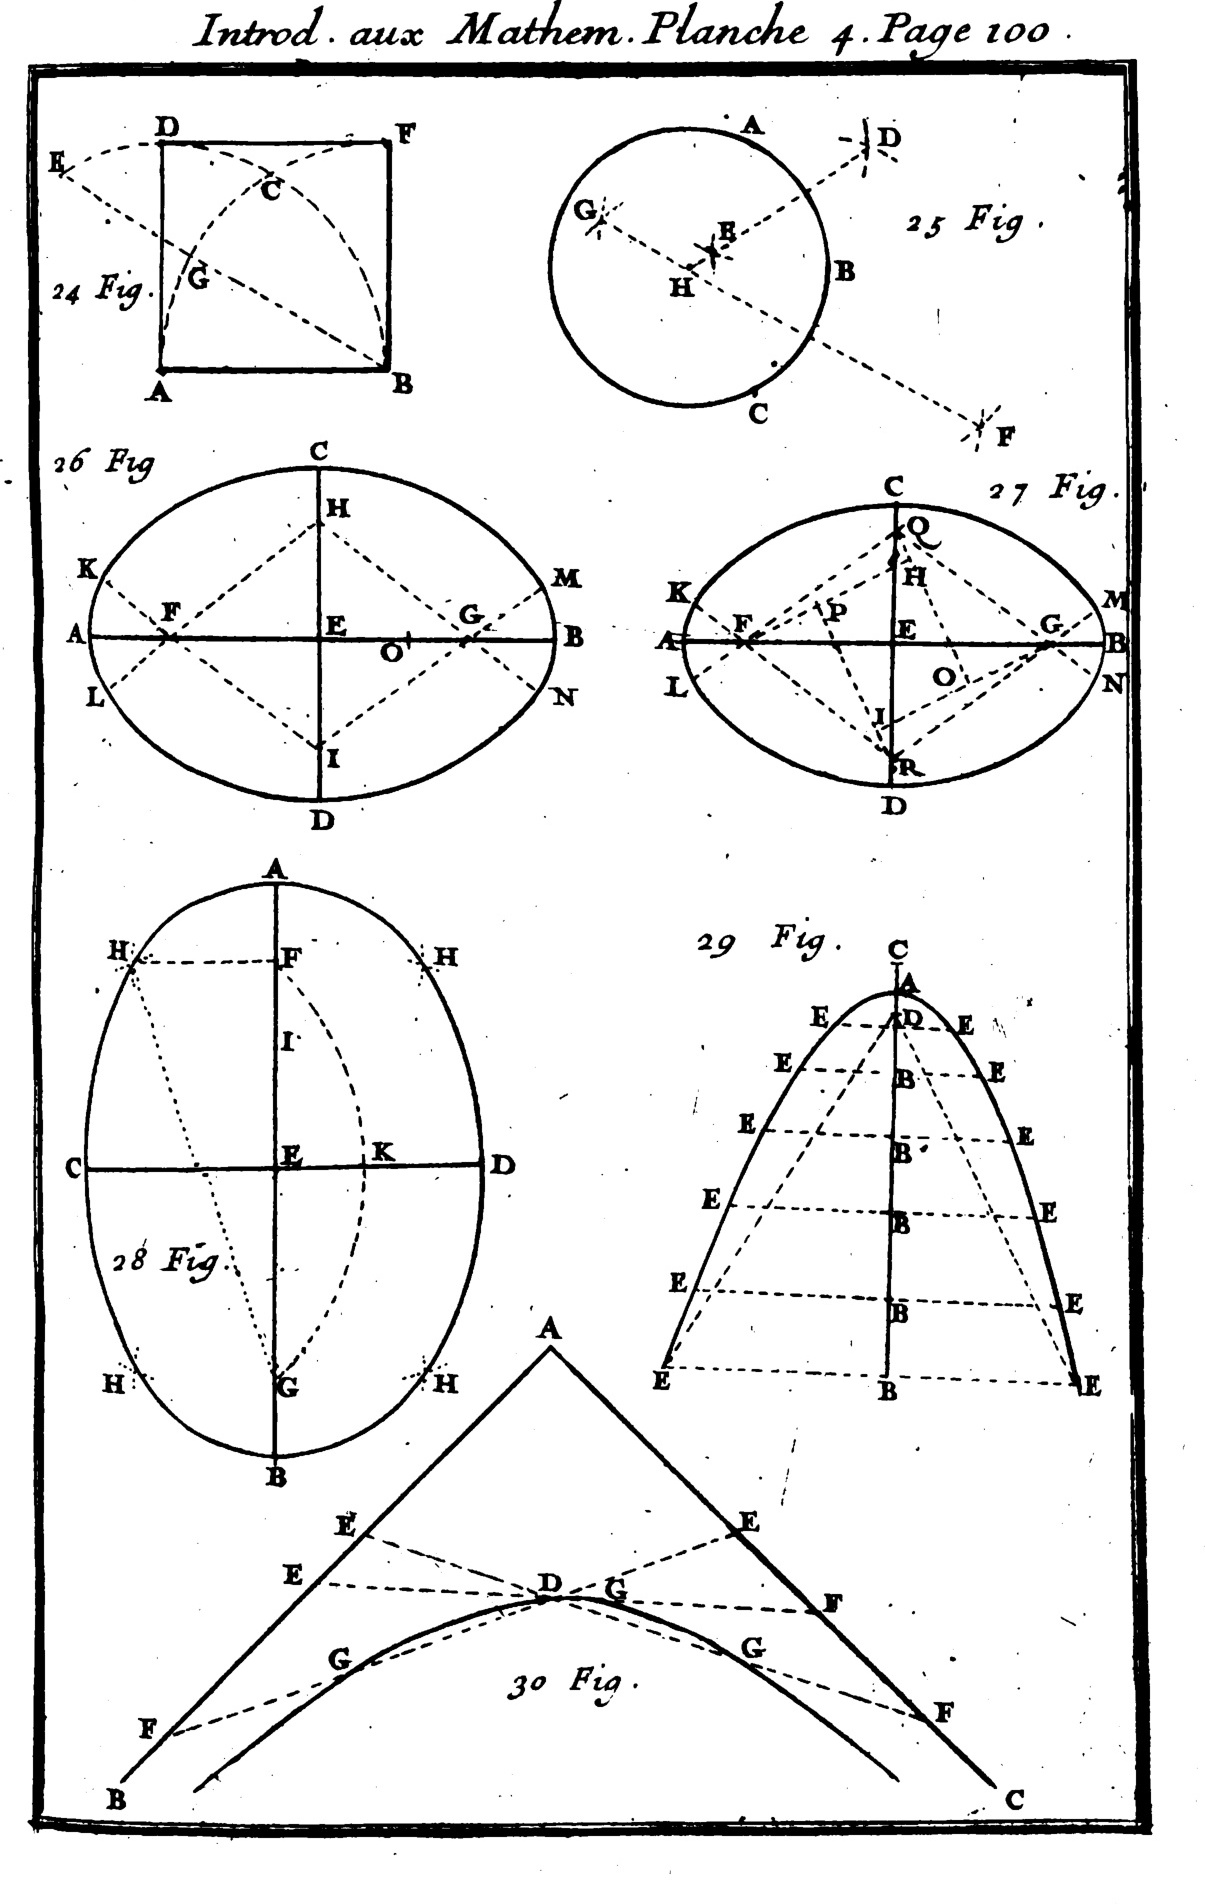 Introd. aux Mathem. Planche 4. Page 100.
D F
E
C
G
24 Fig.
A B
A D
G E
25 Fig.
B
H
C
F
26 Fig
C
H
K M
F G
A E B
O
L N
I
D
27 Fig.
C
Q
H
K P M
F E G
A B
L O N
I
R
D
A
H F H
I
C E K D
28 Fig.
H G H
B
29 Fig.
C
A
E D E
E B E
E B E
E B E
E B E
E B E
A
E E
E D G F
G G
30 Fig.
F F
B C